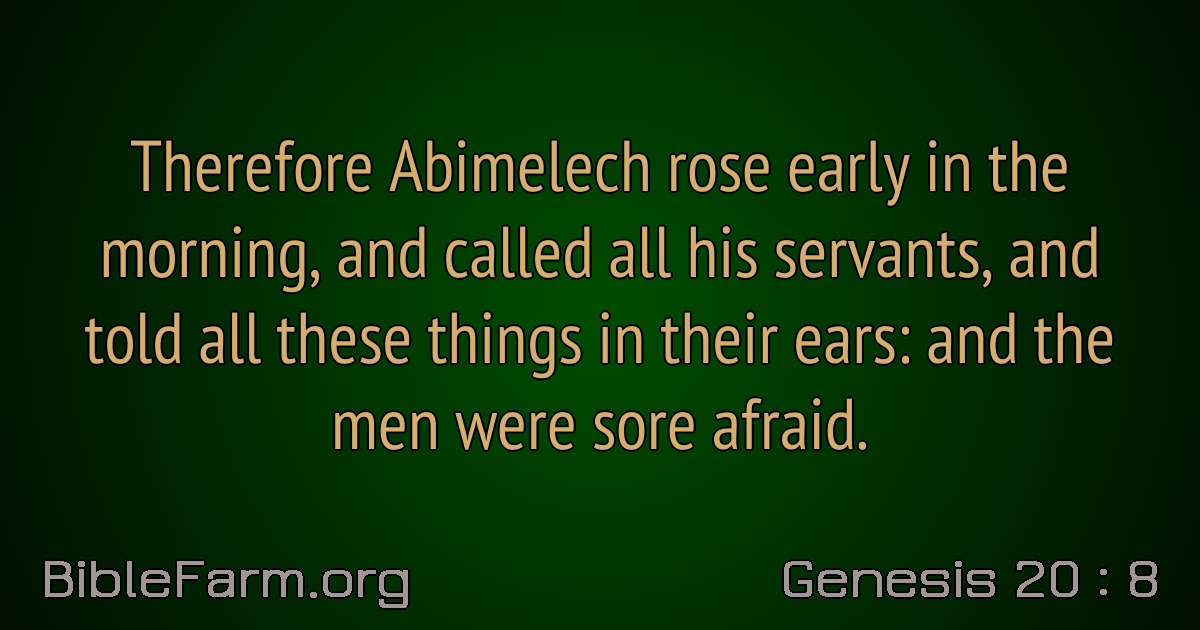 Therefore Abimelech rose early in the
morning, and called all his servants, and
told all these things in their ears: and the
men were sore afraid.
BibleFarm.org
Genesis 20 : 8